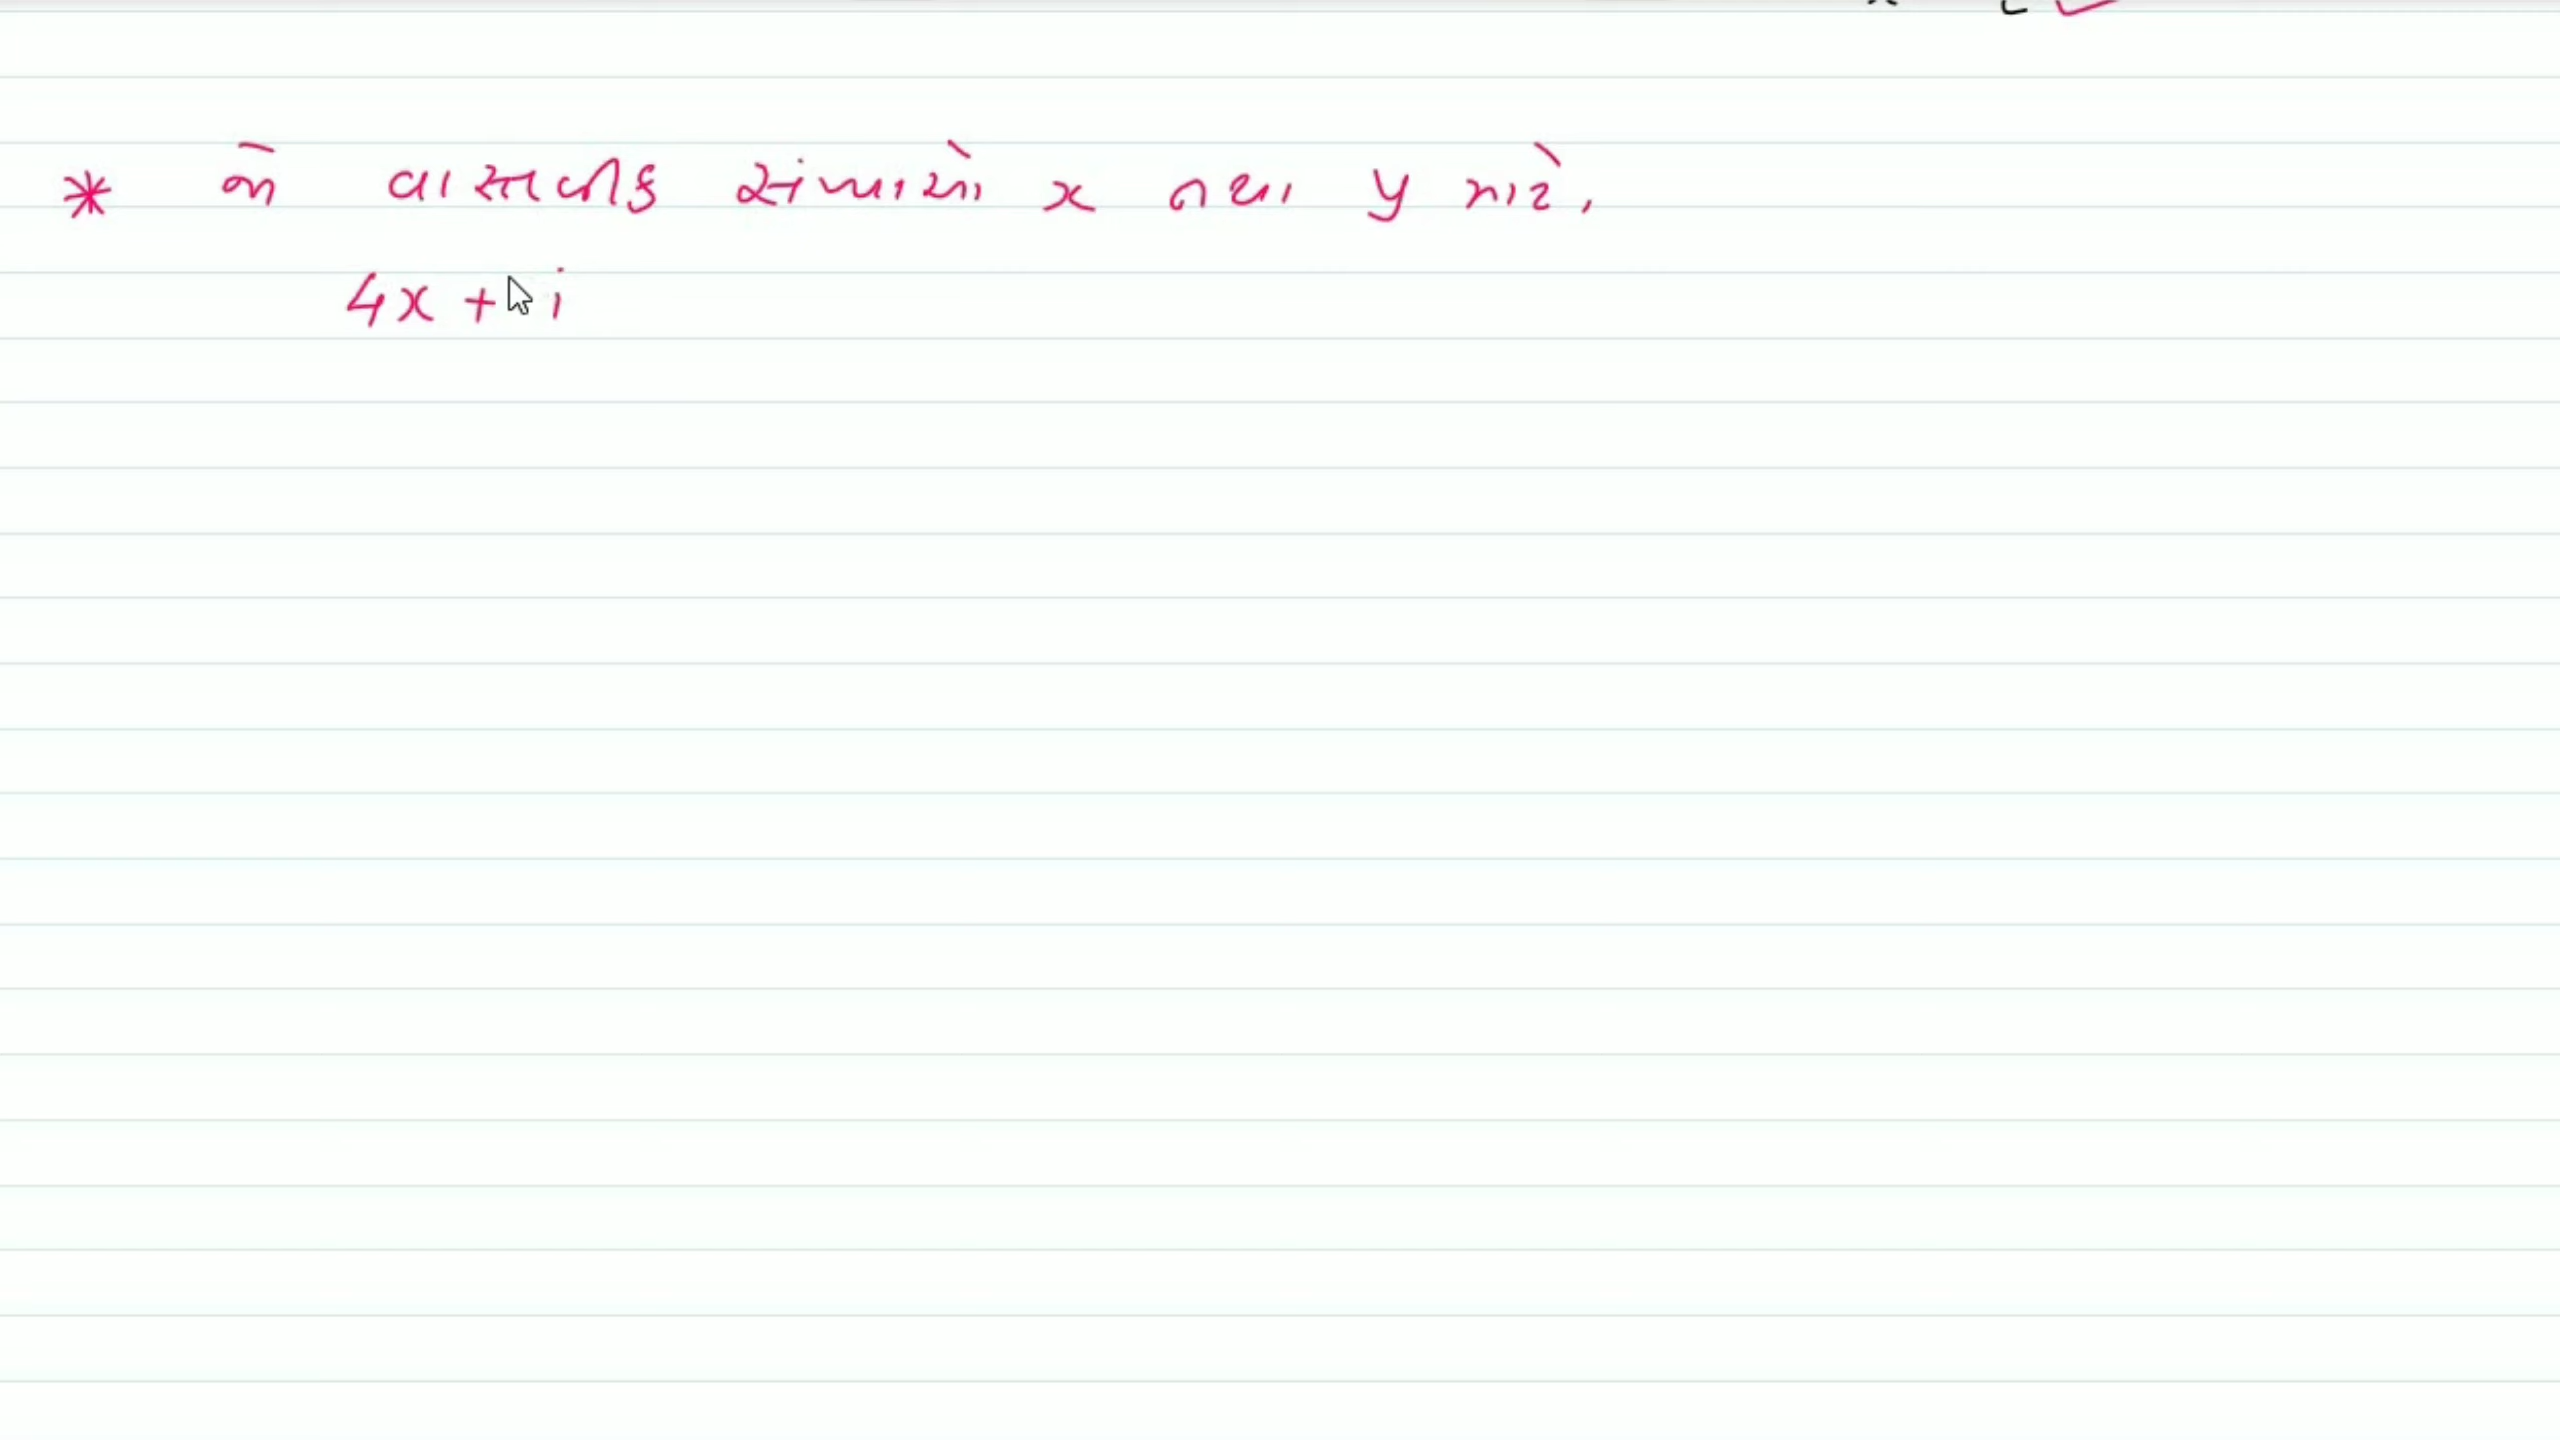 * જો વાસ્તવિક સંખ્યાઓ x તથા y માટે,
4x + i